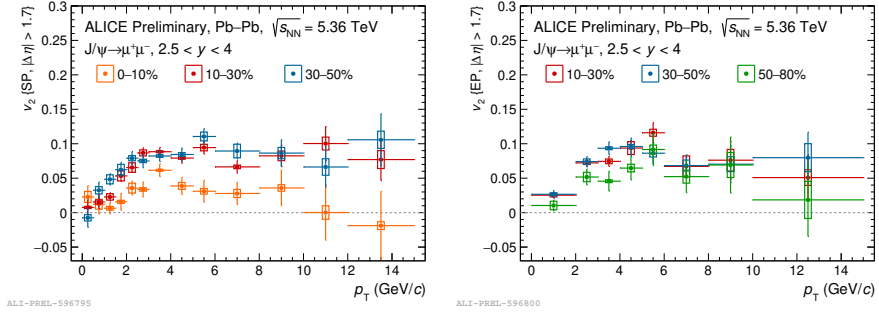 ALICE Preliminary, Pb–Pb, √sNN = 5.36 TeV
J/ψ→μ⁺μ⁻, 2.5 < y < 4
0–10% 10–30% 30–50%
v₂ {SP, |Δη| > 1.7}
0.3
0.25
0.2
0.15
0.1
0.05
0
−0.05
0 2 4 6 8 10 12 14
pT (GeV/c)
ALI-PREL-596795
ALICE Preliminary, Pb–Pb, √sNN = 5.36 TeV
J/ψ→μ⁺μ⁻, 2.5 < y < 4
10–30% 30–50% 50–80%
v₂ {EP, |Δη| > 1.7}
0.3
0.25
0.2
0.15
0.1
0.05
0
−0.05
0 2 4 6 8 10 12 14
pT (GeV/c)
ALI-PREL-596800